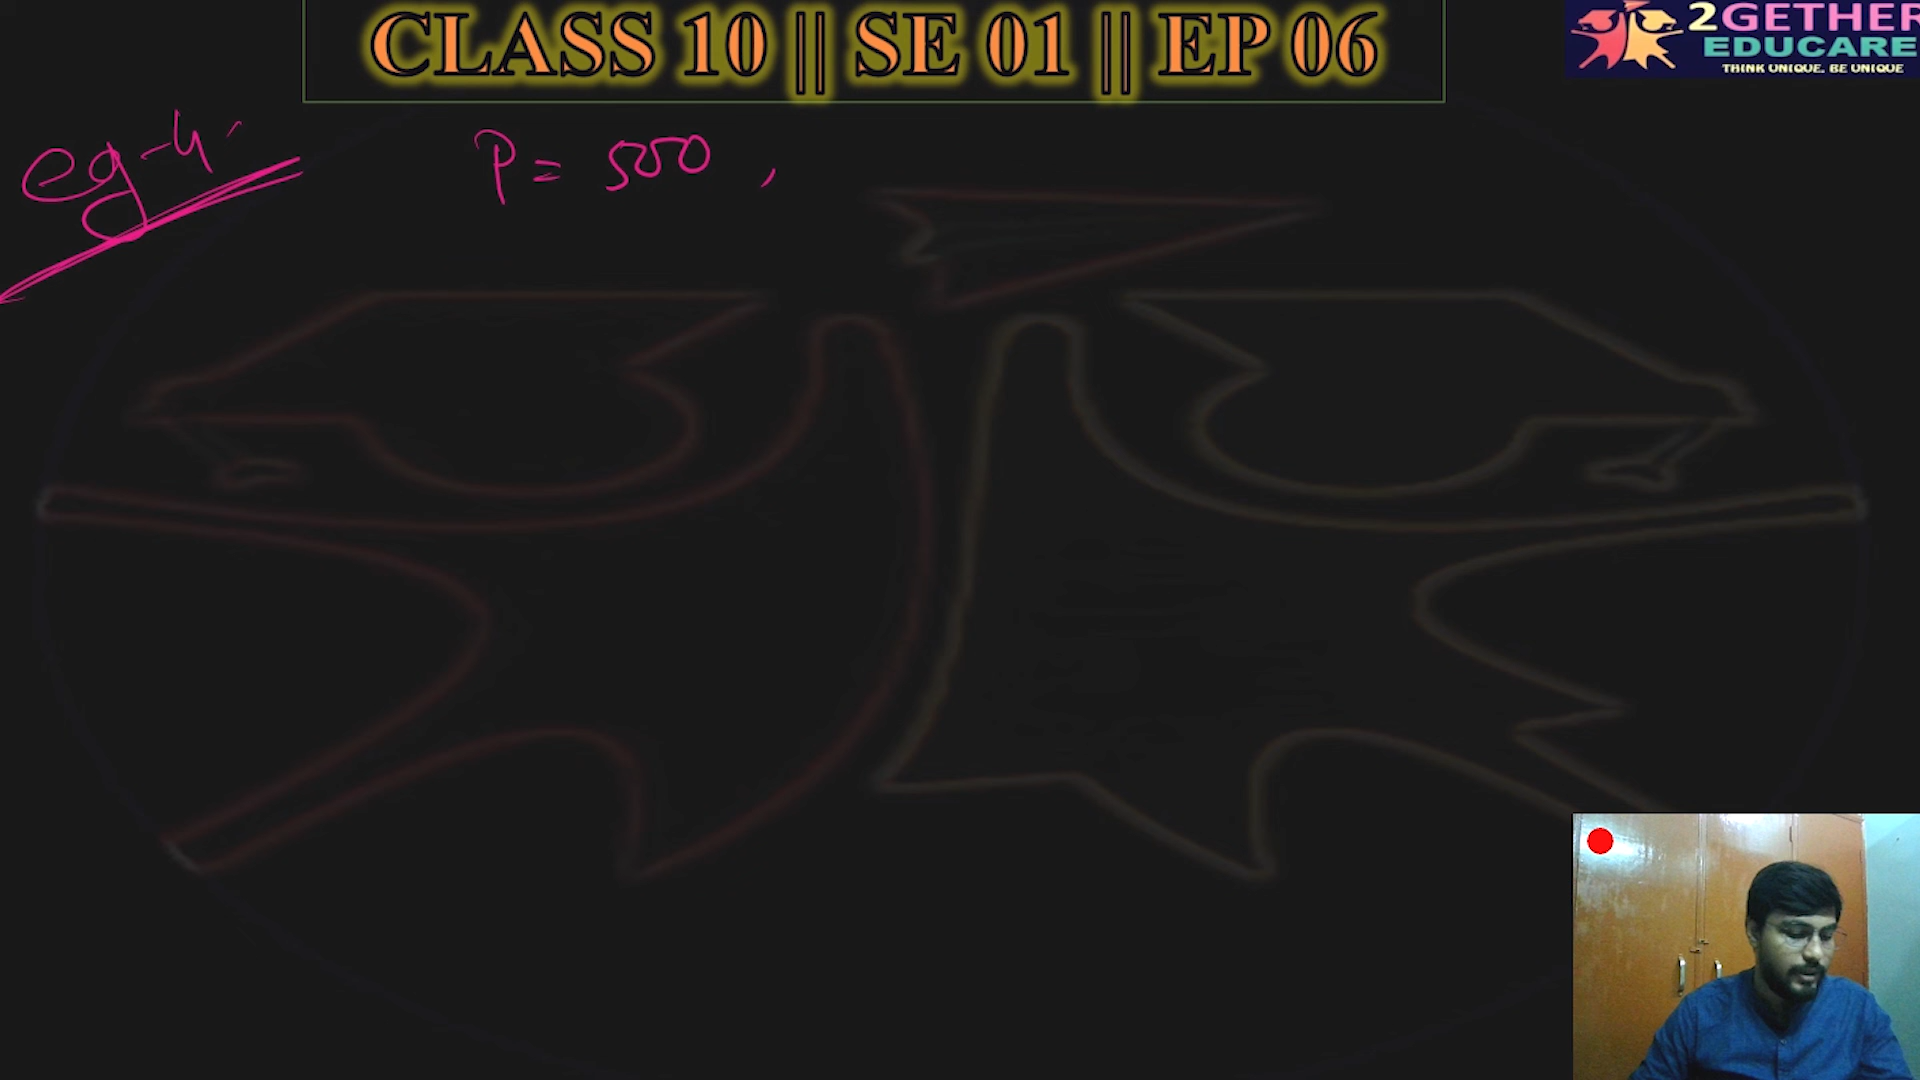 CLASS 10 || SE 01 || EP 06
2GETHER
EDUCARE
THINK UNIQUE. BE UNIQUE
eg-4
P = 500 ,